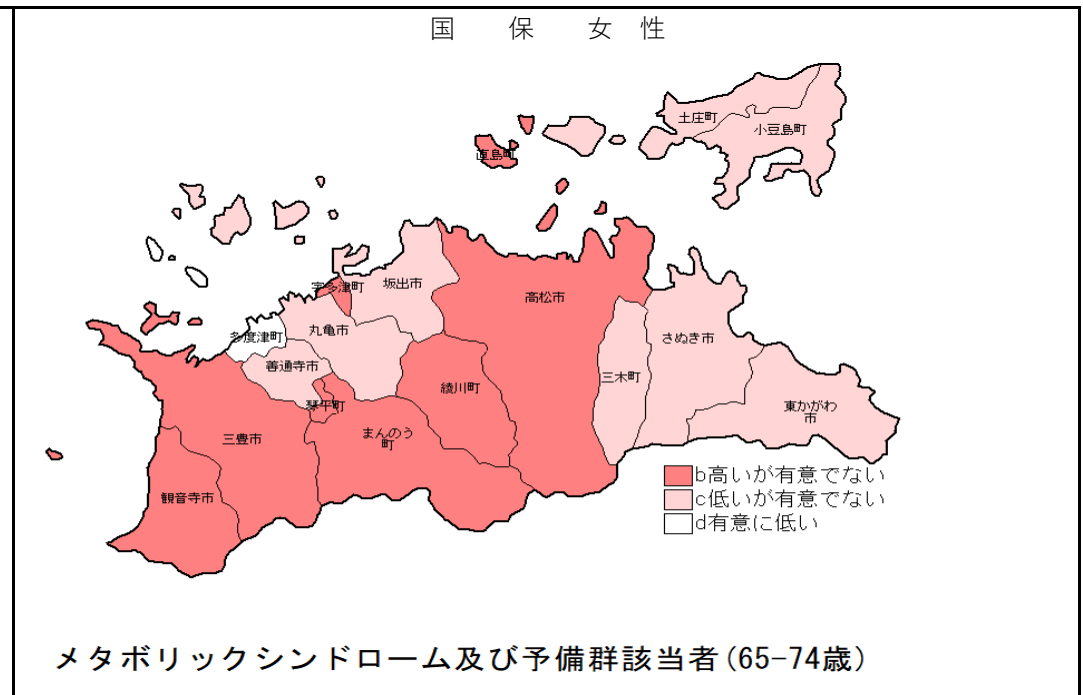 国 保 女 性
土庄町
小豆島町
直島町
宇多津町
坂出市
高松市
多度津町
丸亀市
さぬき市
善通寺市
三木町
綾川町
琴平町
東かがわ
市
まんのう
町
三豊市
観音寺市
b高いが有意でない
c低いが有意でない
d有意に低い
メタボリックシンドローム及び予備群該当者(65-74歳)